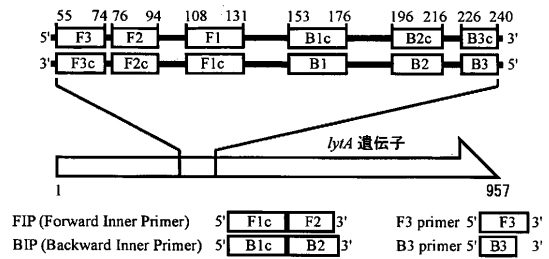 55 74 76 94 108 131 153 176 196 216 226 240
5' F3 F2 F1 B1c B2c B3c 3'
3' F3c F2c F1c B1 B2 B3 5'
lytA 遺伝子
1 957
FIP (Forward Inner Primer) 5' F1c F2 3' F3 primer 5' F3 3'
BIP (Backward Inner Primer) 5' B1c B2 3' B3 primer 5' B3 3'